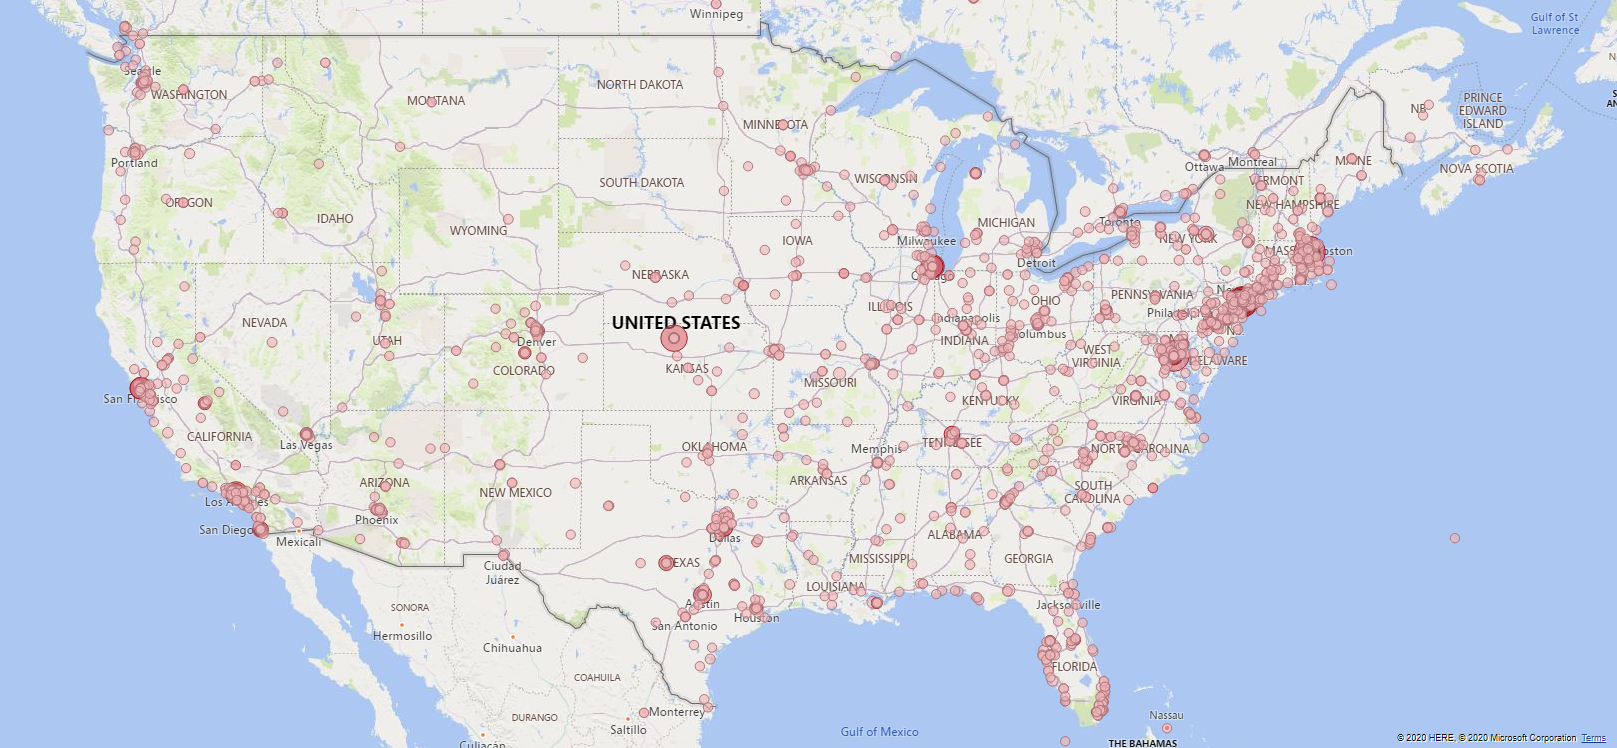 Winnipeg
Gulf of St
Lawrence
Seattle
WASHINGTON
MONTANA
NORTH DAKOTA
MINNESOTA
NB
PRINCE
EDWARD
ISLAND
Portland
Ottawa
Montreal
MAINE
NOVA SCOTIA
SOUTH DAKOTA
WISCONSIN
VERMONT
OREGON
IDAHO
WYOMING
MICHIGAN
NEW HAMPSHIRE
Toronto
IOWA
Milwaukee
NEW YORK
Detroit
MASS
ston
NEBRASKA
Chicago
PENNSYLVANIA
Ne
NEVADA
UNITED STATES
ILLINOIS
OHIO
Indianapolis
Philadelphi
UTAH
Denver
COLORADO
KANSAS
MISSOURI
INDIANA
Columbus
WEST
VIRGINIA
DELAWARE
San Francisco
KENTUCKY
VIRGINIA
CALIFORNIA
Las Vegas
OKLAHOMA
Memphis
TENNESSEE
NORTH CAROLINA
Los Angeles
ARIZONA
NEW MEXICO
ARKANSAS
SOUTH
CAROLINA
San Diego
Phoenix
Mexicali
Dallas
ALABAMA
MISSISSIPPI
GEORGIA
Ciudad
Juárez
TEXAS
LOUISIANA
SONORA
Austin
Jacksonville
Hermosillo
San Antonio
Houston
Chihuahua
FLORIDA
COAHUILA
DURANGO
Monterrey
Saltillo
Gulf of Mexico
Nassau
Culiacán
THE BAHAMAS
© 2020 HERE, © 2020 Microsoft Corporation Terms